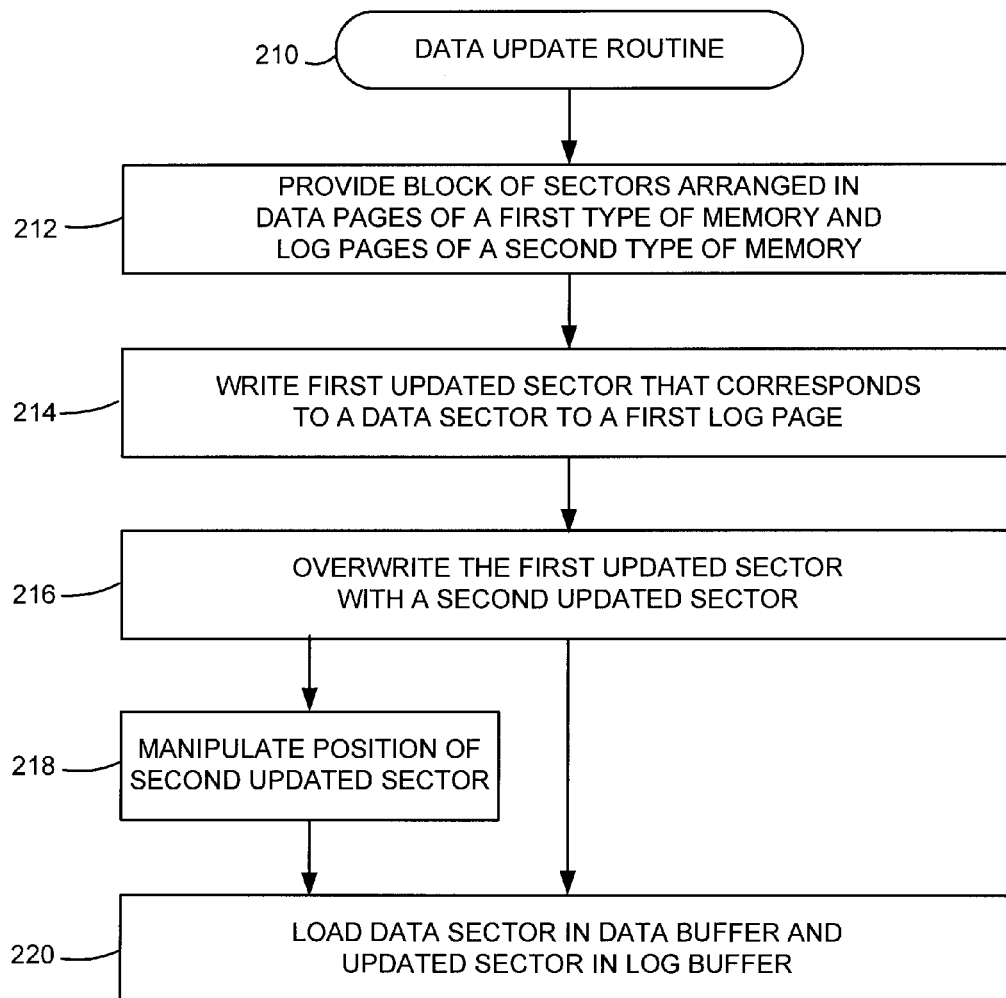 210
DATA UPDATE ROUTINE
212
PROVIDE BLOCK OF SECTORS ARRANGED IN
DATA PAGES OF A FIRST TYPE OF MEMORY AND
LOG PAGES OF A SECOND TYPE OF MEMORY
214
WRITE FIRST UPDATED SECTOR THAT CORRESPONDS
TO A DATA SECTOR TO A FIRST LOG PAGE
216
OVERWRITE THE FIRST UPDATED SECTOR
WITH A SECOND UPDATED SECTOR
218
MANIPULATE POSITION OF
SECOND UPDATED SECTOR
220
LOAD DATA SECTOR IN DATA BUFFER AND
UPDATED SECTOR IN LOG BUFFER